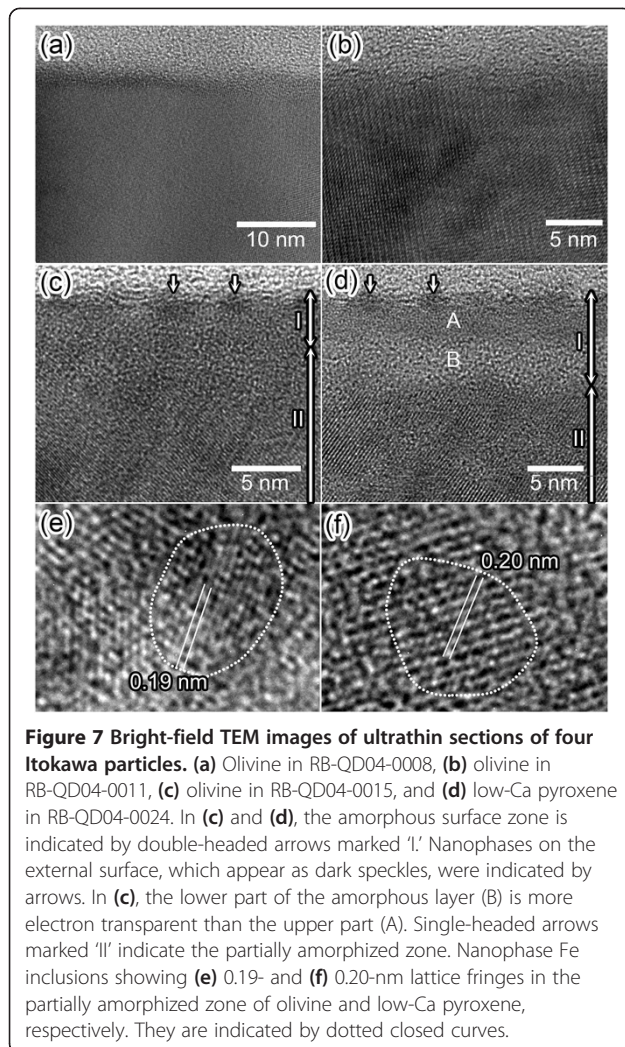 (a)
(b)
10 nm
5 nm
(c)
(d)
I
A
I
B
II
II
5 nm
5 nm
(e)
(f)
0.20 nm
0.19 nm
Figure 7 Bright-field TEM images of ultrathin sections of four
Itokawa particles. (a) Olivine in RB-QD04-0008, (b) olivine in
RB-QD04-0011, (c) olivine in RB-QD04-0015, and (d) low-Ca pyroxene
in RB-QD04-0024. In (c) and (d), the amorphous surface zone is
indicated by double-headed arrows marked ‘I.’ Nanophases on the
external surface, which appear as dark speckles, were indicated by
arrows. In (c), the lower part of the amorphous layer (B) is more
electron transparent than the upper part (A). Single-headed arrows
marked ‘II’ indicate the partially amorphized zone. Nanophase Fe
inclusions showing (e) 0.19- and (f) 0.20-nm lattice fringes in the
partially amorphized zone of olivine and low-Ca pyroxene,
respectively. They are indicated by dotted closed curves.